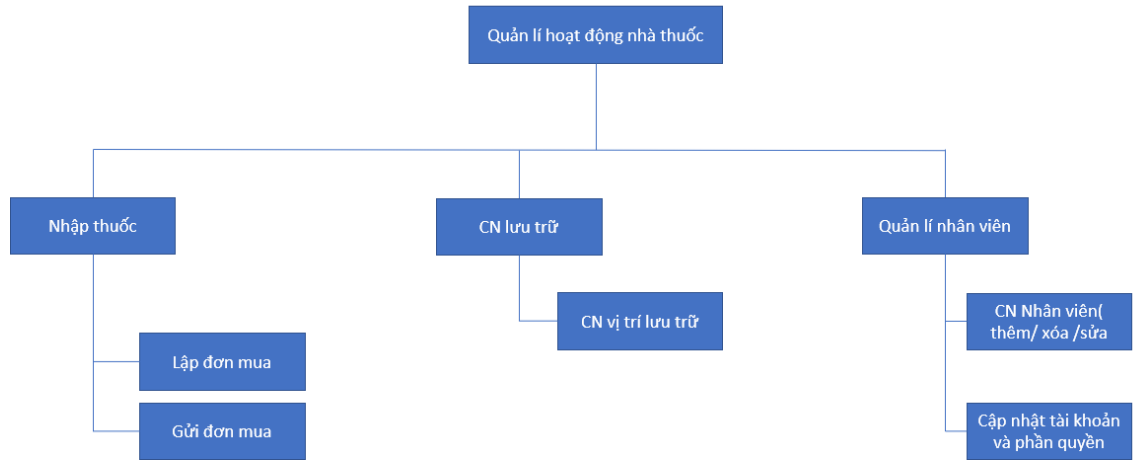 Quản lí hoạt động nhà thuốc
Nhập thuốc
CN lưu trữ
Quản lí nhân viên
CN vị trí lưu trữ
CN Nhân viên(
thêm/ xóa /sửa
Lập đơn mua
Gửi đơn mua
Cập nhật tài khoản
và phần quyền